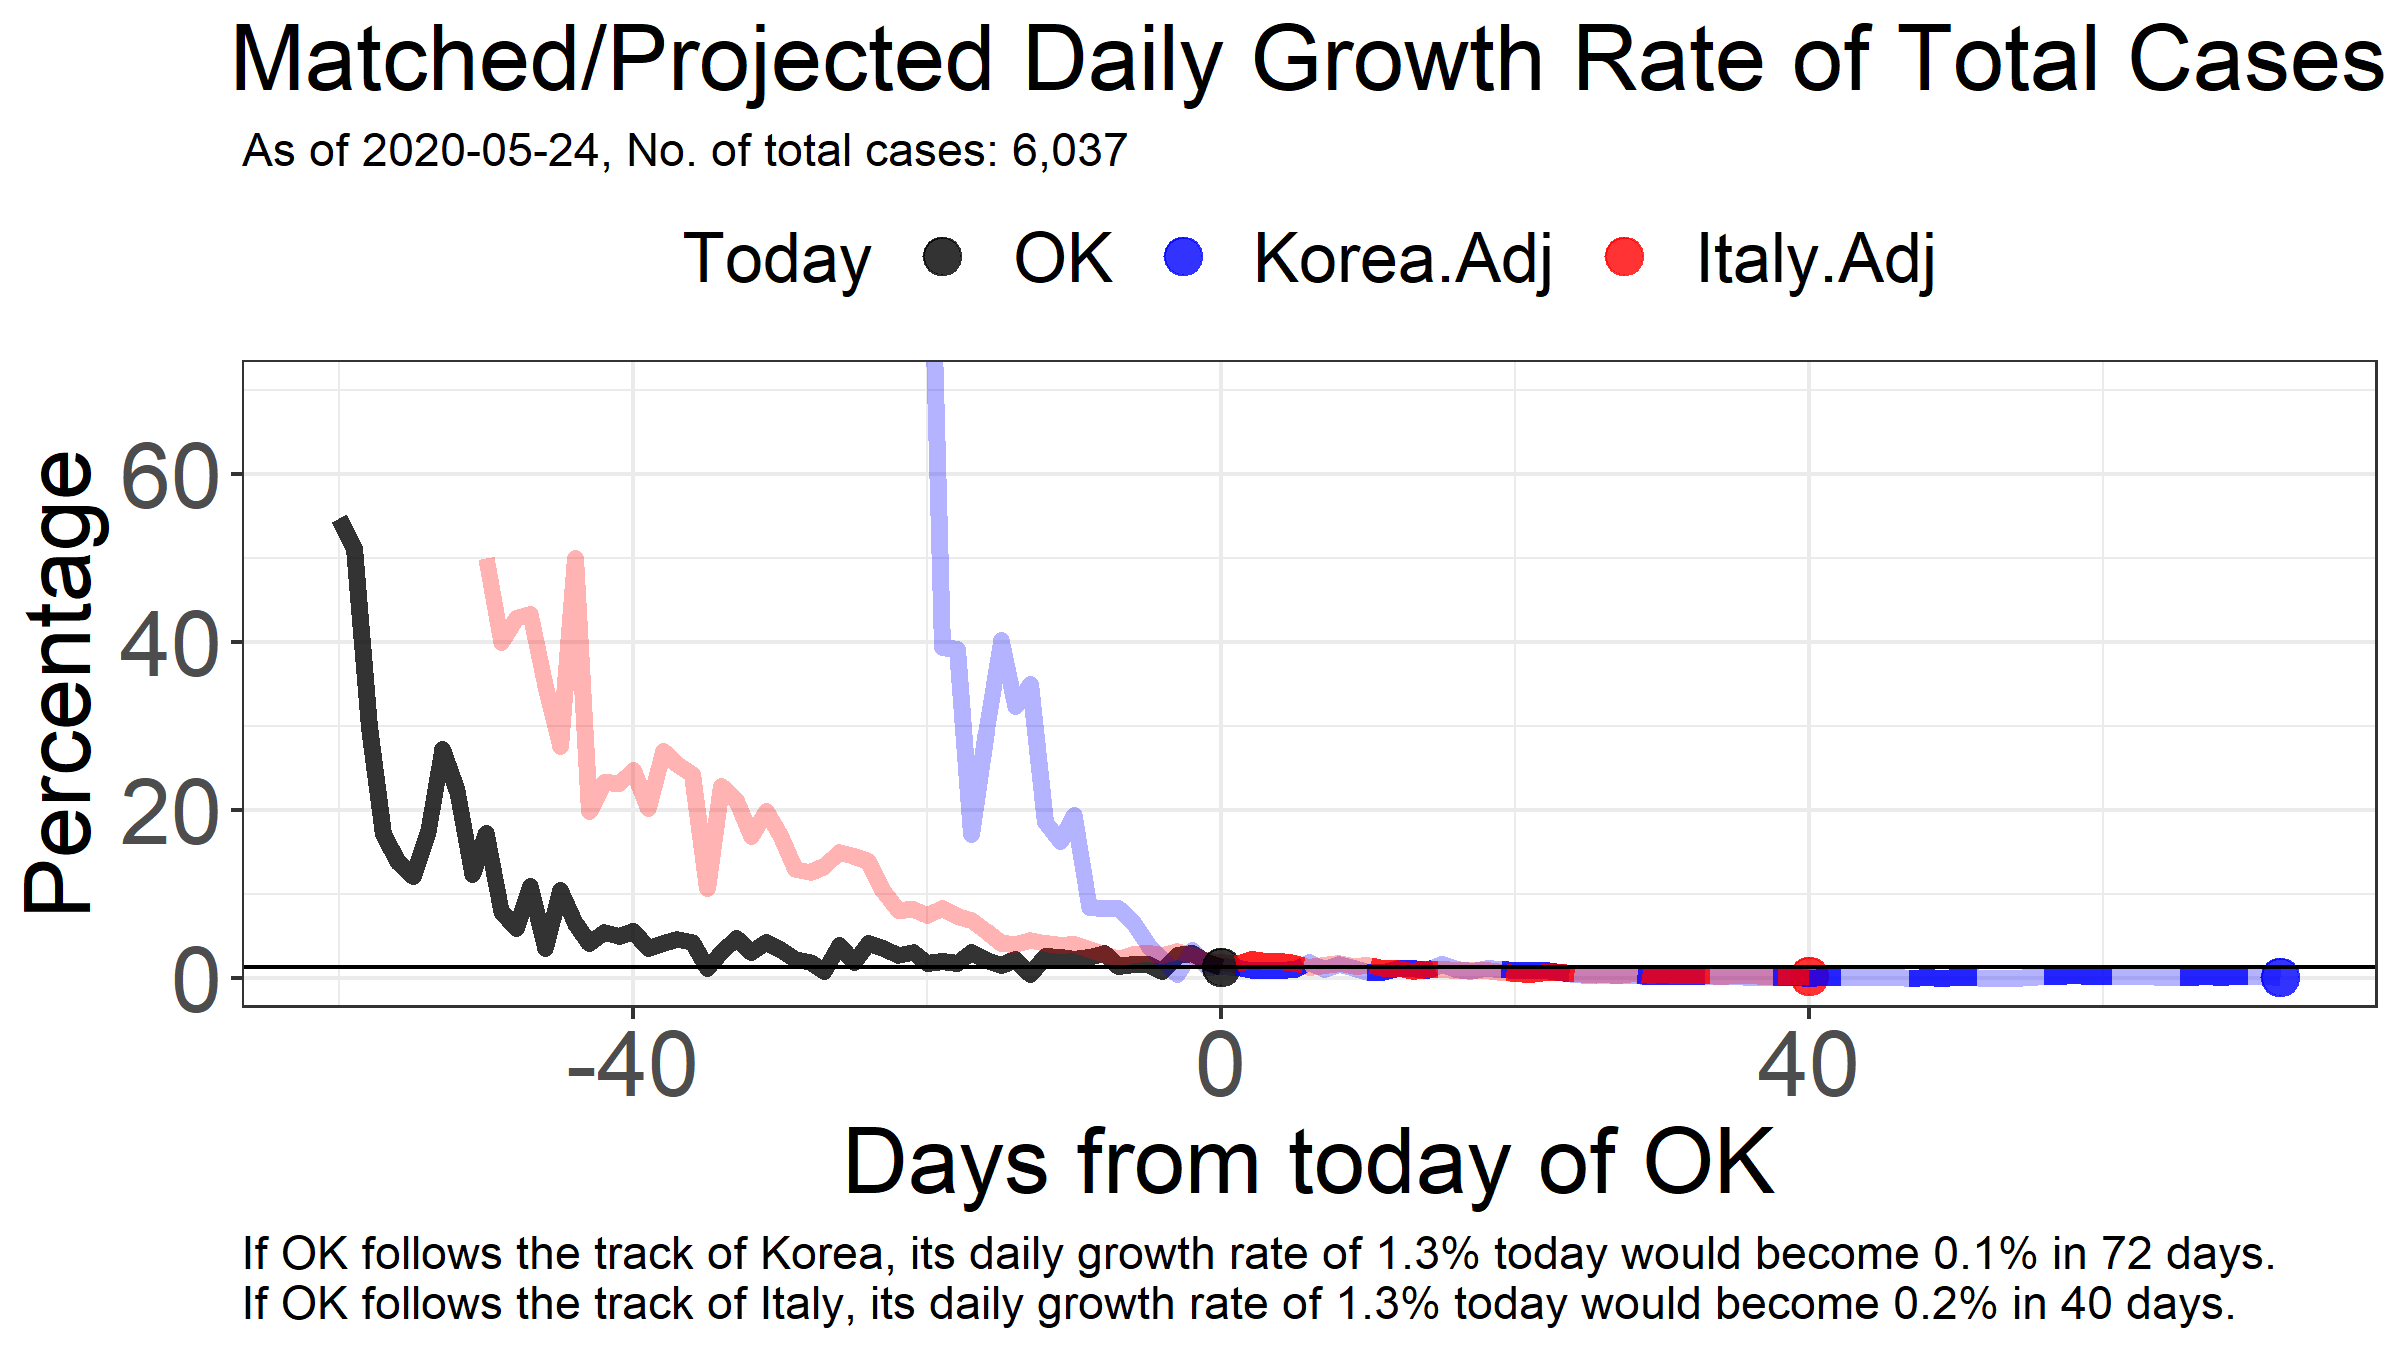 Matched/Projected Daily Growth Rate of Total Cases
As of 2020-05-24, No. of total cases: 6,037
Today OK Korea.Adj Italy.Adj
Percentage
60
40
20
0
-40 0 40
Days from today of OK
If OK follows the track of Korea, its daily growth rate of 1.3% today would become 0.1% in 72 days.
If OK follows the track of Italy, its daily growth rate of 1.3% today would become 0.2% in 40 days.